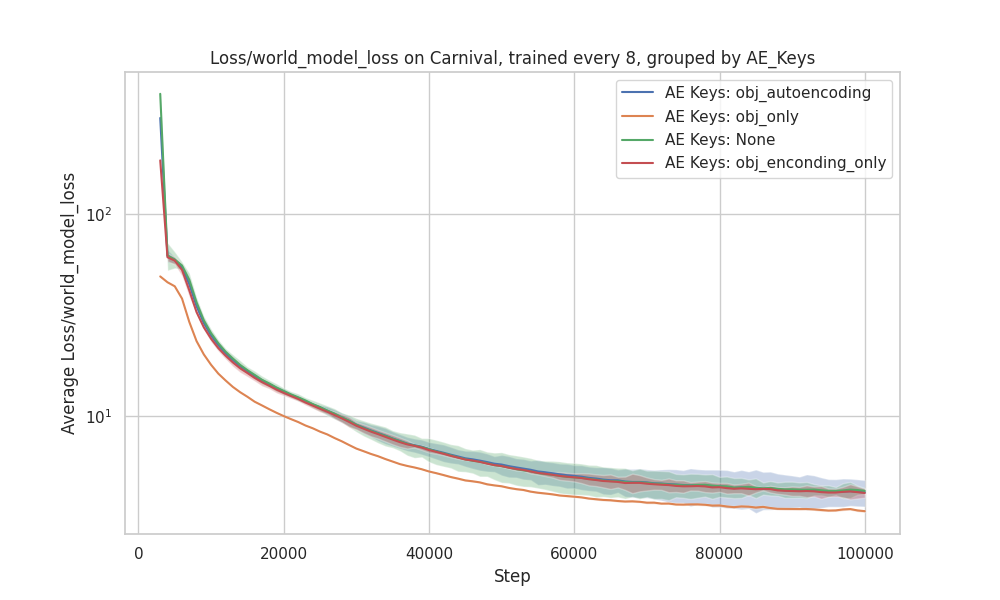 Loss/world_model_loss on Carnival, trained every 8, grouped by AE_Keys
AE Keys: obj_autoencoding
AE Keys: obj_only
AE Keys: None
AE Keys: obj_enconding_only
Average Loss/world_model_loss
10²
10¹
0
20000
40000
60000
80000
100000
Step